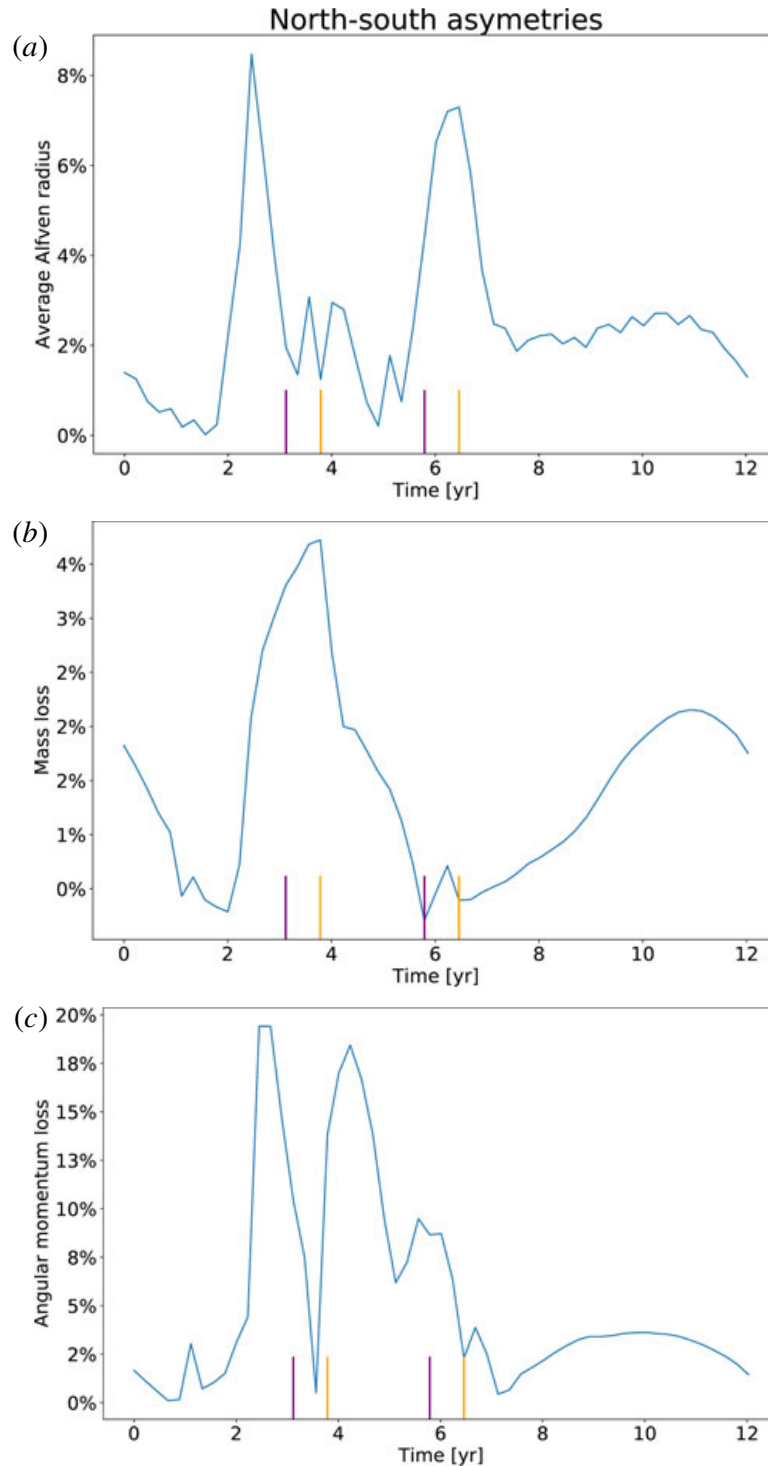 North-south asymetries
(a)
Average Alfven radius
8%
6%
4%
2%
0%
0 2 4 6 8 10 12
Time [yr]
(b)
Mass loss
4%
3%
2%
2%
2%
1%
0%
0 2 4 6 8 10 12
Time [yr]
(c)
Angular momentum loss
20%
18%
15%
13%
10%
8%
5%
2%
0%
0 2 4 6 8 10 12
Time [yr]